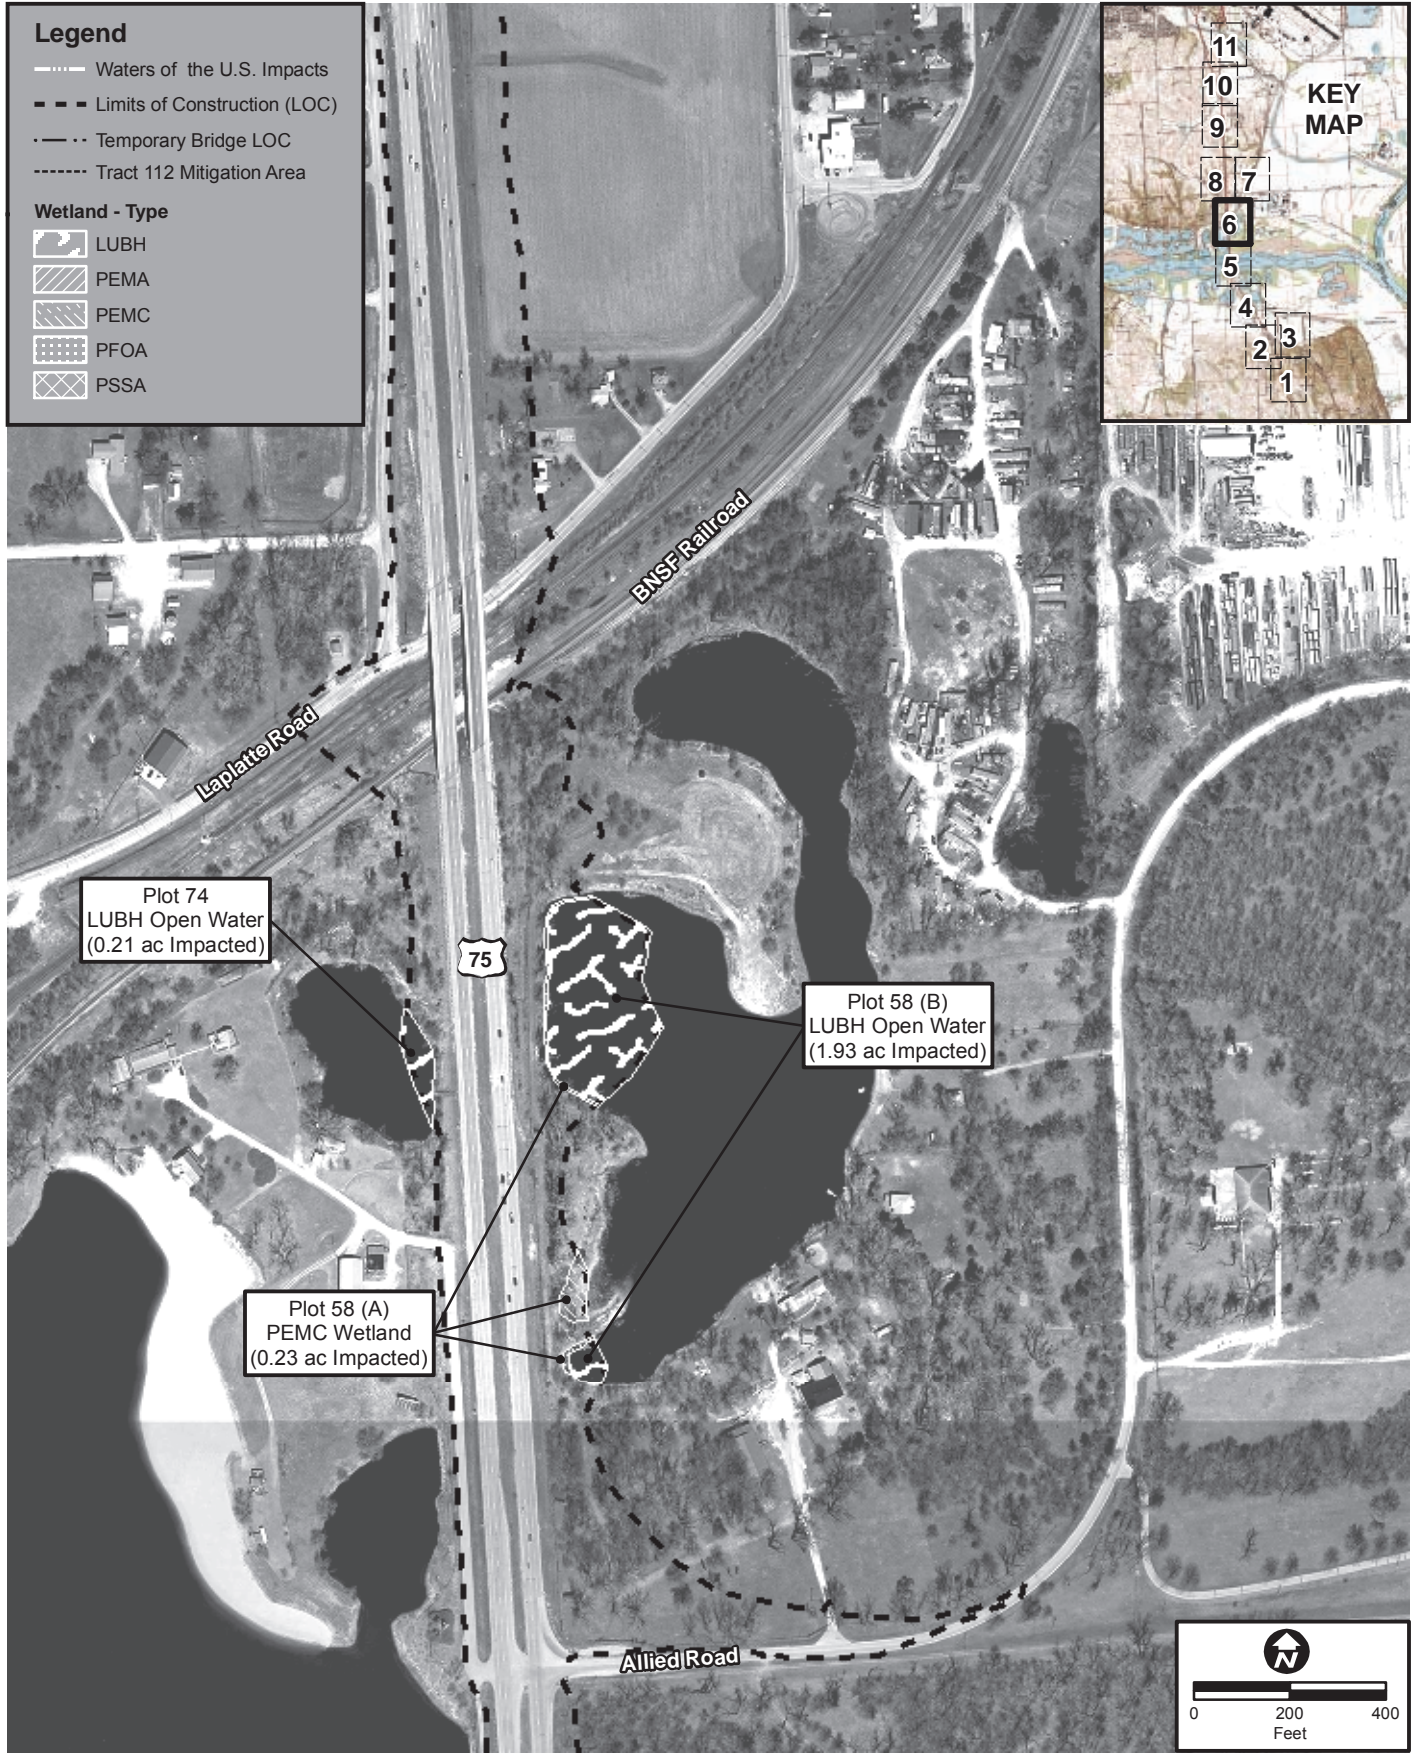 Legend
Waters of the U.S. Impacts
Limits of Construction (LOC)
Temporary Bridge LOC
Tract 112 Mitigation Area
Wetland - Type
LUBH
PEMA
PEMC
PFOA
PSSA
KEY
MAP
11
10
9
8
7
6
5
4
3
2
1
BNSF Railroad
Laplatte Road
Plot 74
LUBH Open Water
(0.21 ac Impacted)
75
Plot 58 (B)
LUBH Open Water
(1.93 ac Impacted)
Plot 58 (A)
PEMC Wetland
(0.23 ac Impacted)
Allied Road
N
0 200 400
Feet